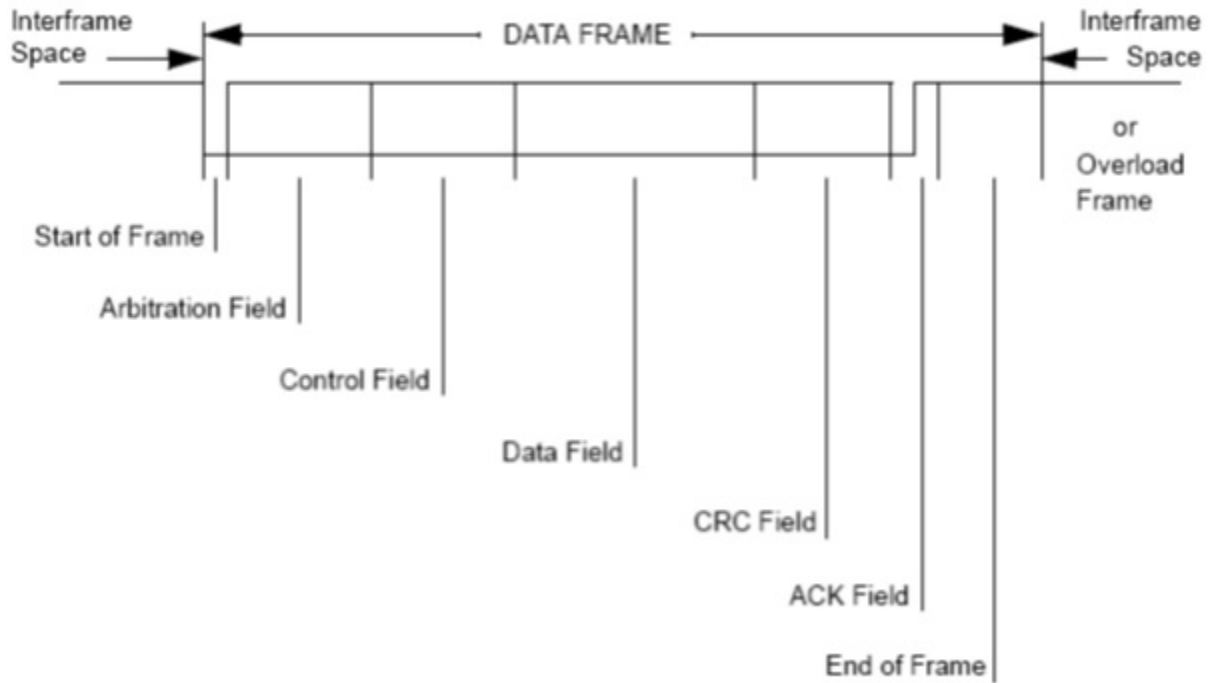 Interframe
Space
DATA FRAME
Interframe
Space
or
Overload
Frame
Start of Frame
Arbitration Field
Control Field
Data Field
CRC Field
ACK Field
End of Frame